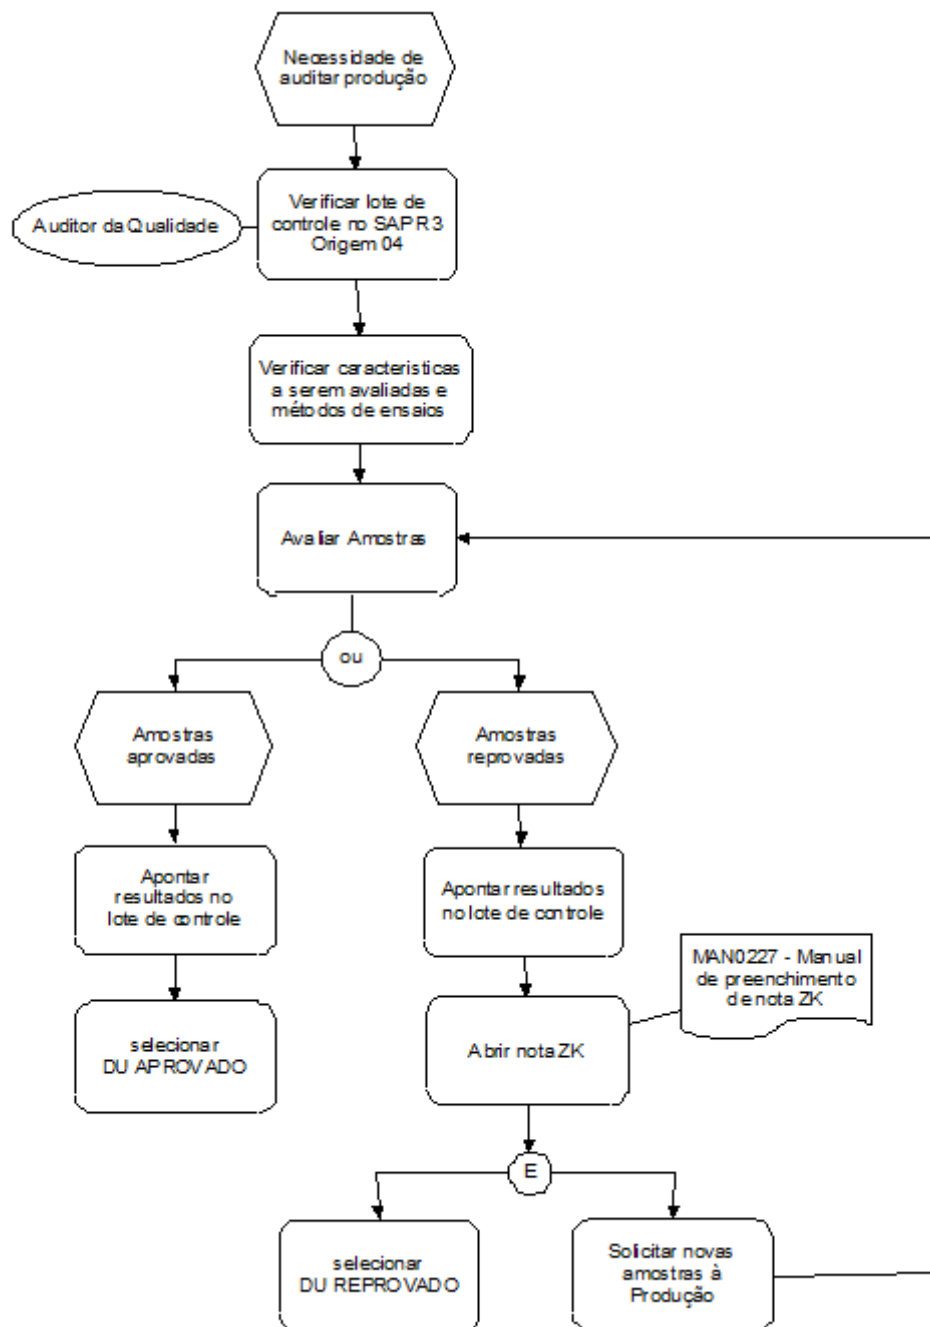 Necessidade de
auditar produção
Verificar lote de
controle no SAPR3
Origem 04
Auditor da Qualidade
Verificar caracteristicas
a serem avaliadas e
métodos de ensaios
Avaliar Amostras
ou
Amostras
aprovadas
Amostras
reprovadas
Apontar
resultados no
lote de controle
Apontar resultados
no lote de controle
MAN0227 - Manual
de preenchimento
de nota ZK
selecionar
DU APROVADO
Abrir nota ZK
E
selecionar
DU REPROVADO
Solicitar novas
amostras à
Produção